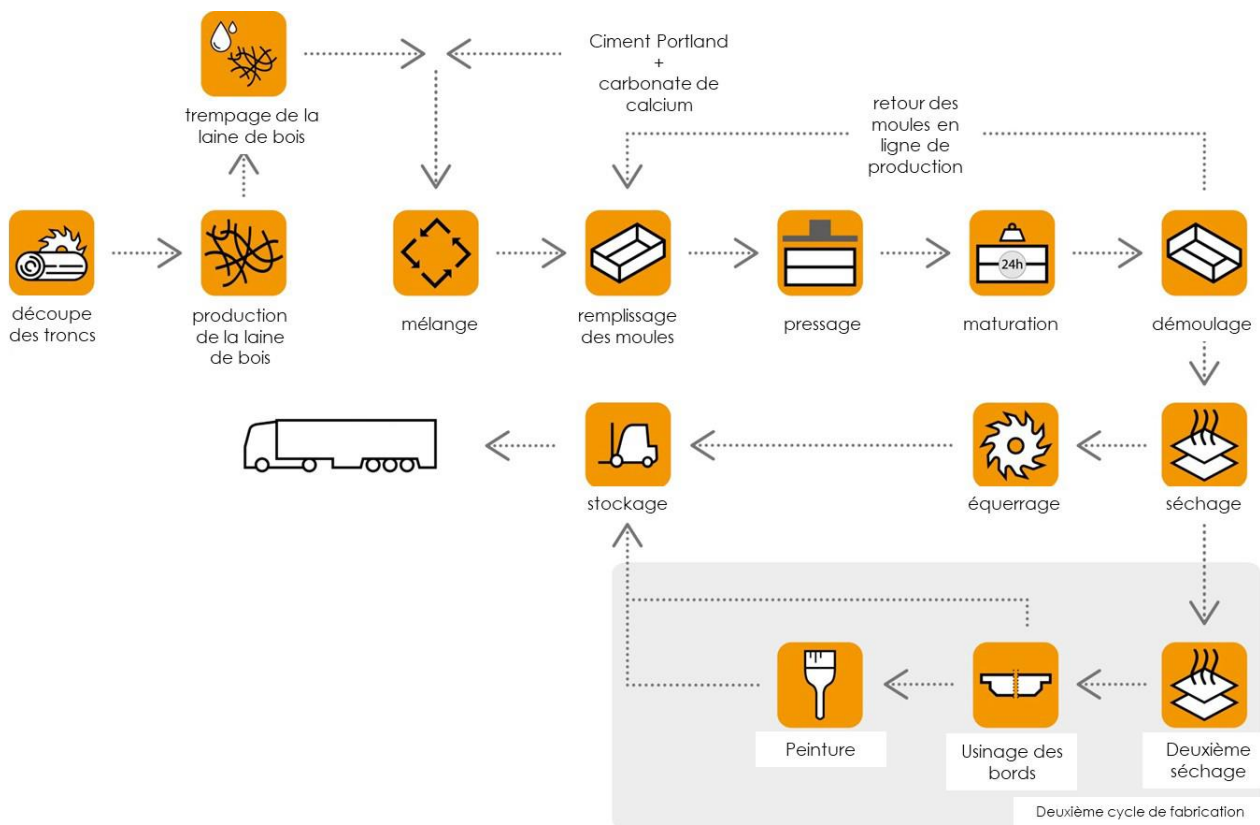 Ciment Portland
+
carbonate de
calcium
trempage de la
laine de bois
retour des
moules en
ligne de
production
24h
découpe
des troncs
production
de la laine
de bois
mélange
remplissage
des moules
pressage
maturation
démoulage
stockage
équerrage
séchage
Peinture
Usinage des
bords
Deuxième
séchage
Deuxième cycle de fabrication